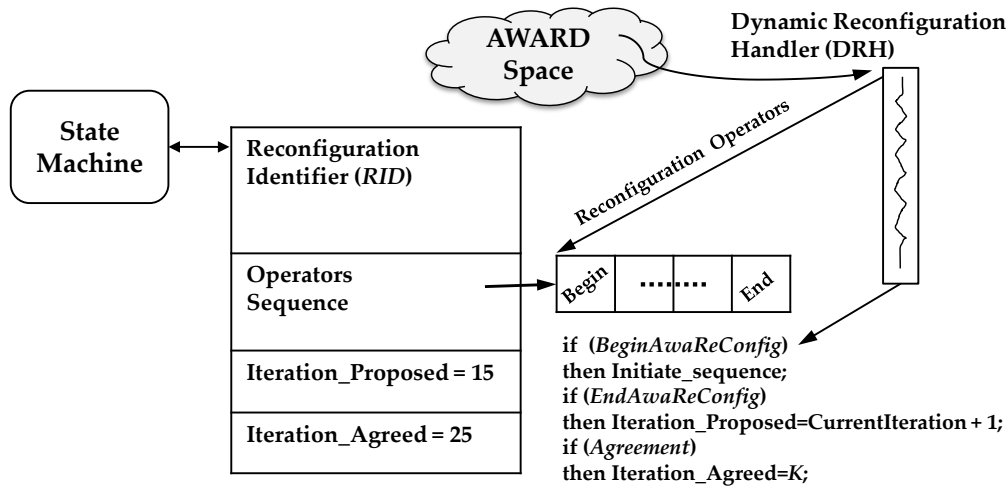 AWARD
Space
Dynamic Reconfiguration
Handler (DRH)
State
Machine
Reconfiguration
Identifier (RID)
Reconfiguration Operators
Operators
Sequence
Begin
End
Iteration_Proposed = 15
Iteration_Agreed = 25
if (BeginAwaReConfig)
then Initiate_sequence;
if (EndAwaReConfig)
then Iteration_Proposed=CurrentIteration + 1;
if (Agreement)
then Iteration_Agreed=K;